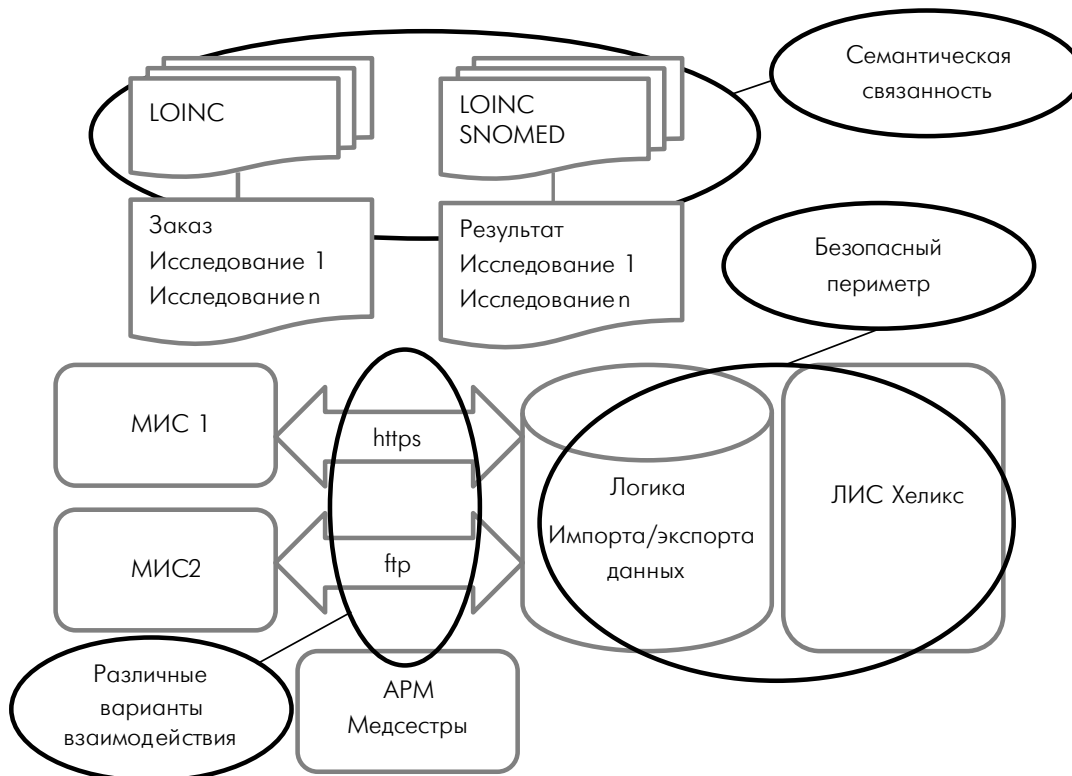 Семантическая
связанность
LOINC
LOINC
SNOMED
Заказ
Исследование 1
Исследование n
Результат
Исследование 1
Исследование n
Безопасный
периметр
МИС 1
https
Логика
Импорта/экспорта
данных
ЛИС Хеликс
МИС2
ftp
Различные
варианты
взаимодействия
АРМ
Медсестры